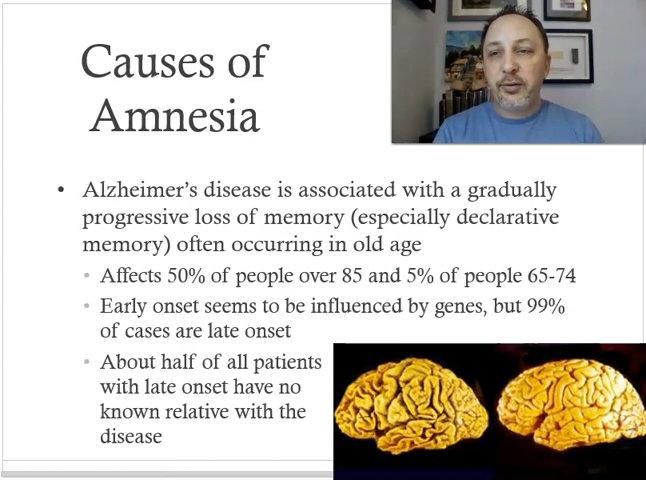 Causes of
Amnesia
• Alzheimer’s disease is associated with a gradually
progressive loss of memory (especially declarative
memory) often occurring in old age
• Affects 50% of people over 85 and 5% of people 65-74
• Early onset seems to be influenced by genes, but 99%
of cases are late onset
• About half of all patients
with late onset have no
known relative with the
disease